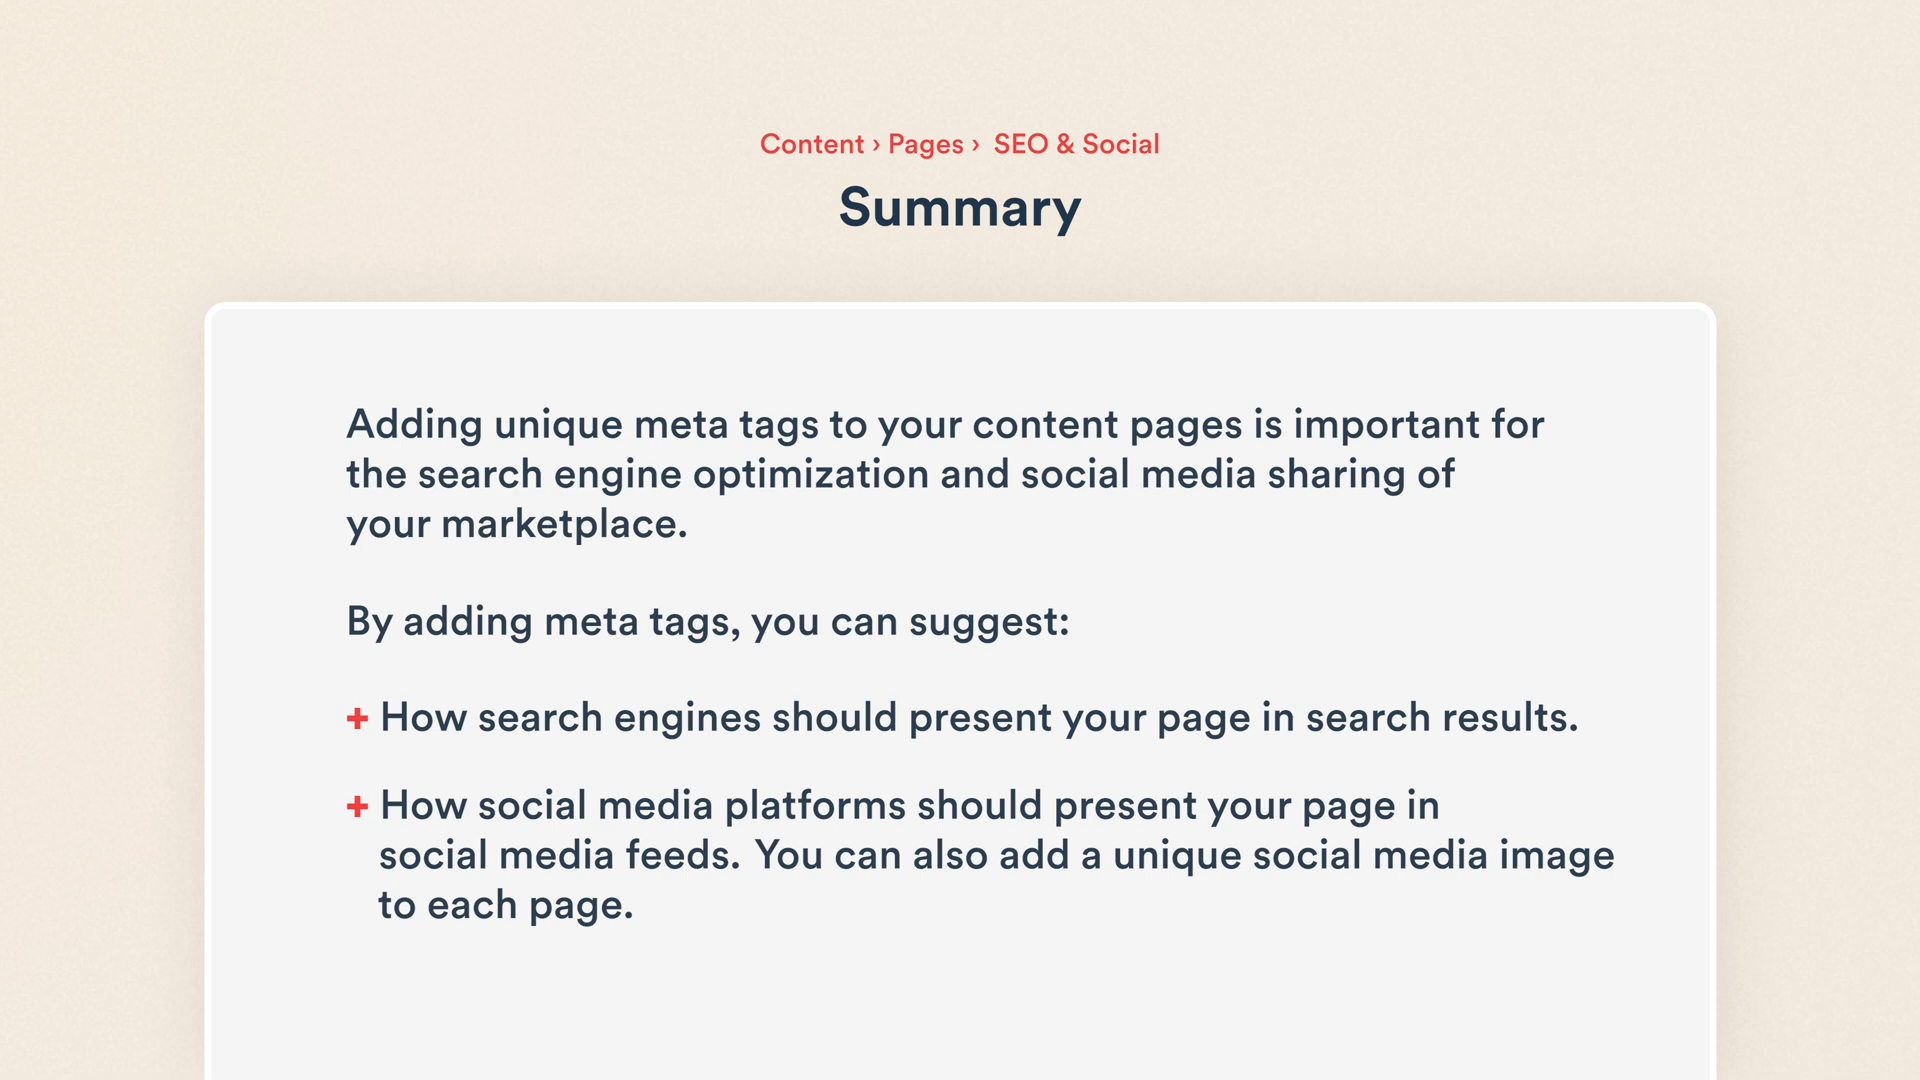 Content › Pages › SEO & Social
Summary
Adding unique meta tags to your content pages is important for
the search engine optimization and social media sharing of
your marketplace.
By adding meta tags, you can suggest:
+ How search engines should present your page in search results.
+ How social media platforms should present your page in
social media feeds. You can also add a unique social media image
to each page.